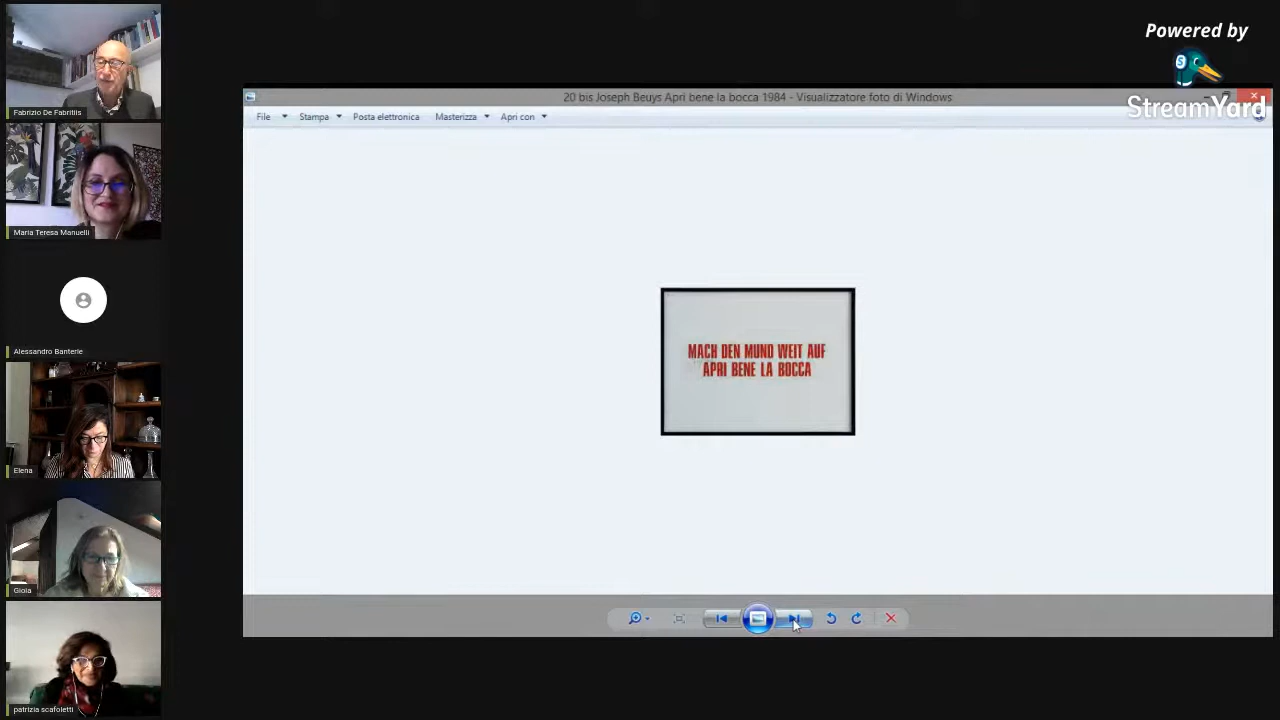 Powered by
StreamYard
Fabrizio De Fabritiis
Maria Teresa Manuelli
Alessandro Banterle
Elena
Gioia
patrizia scafoletti
20 bis Joseph Beuys Apri bene la bocca 1984 - Visualizzatore foto di Windows
File Stampa Posta elettronica Masterizza Apri con
MACH DEN MUND WEIT AUF
APRI BENE LA BOCCA